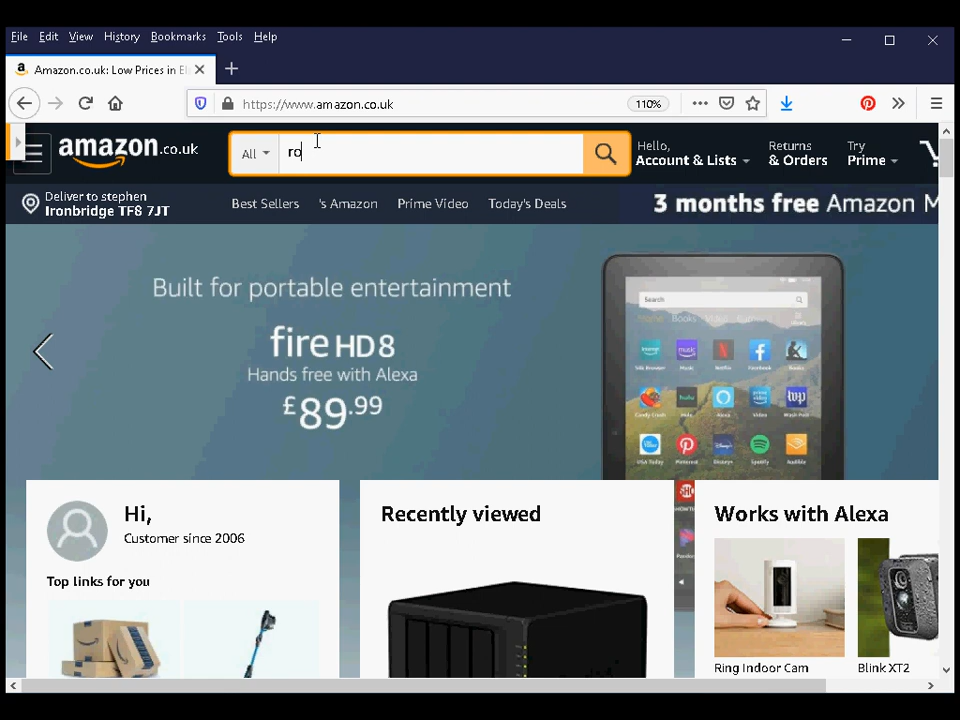 File Edit View History Bookmarks Tools Help
Amazon.co.uk: Low Prices in El
https://www.amazon.co.uk 110%
amazon.co.uk
All ro
Hello,
Account & Lists
Returns
& Orders
Try
Prime
Deliver to stephen
Ironbridge TF8 7JT
Best Sellers 's Amazon Prime Video Today's Deals
3 months free Amazon M
Built for portable entertainment
fire HD 8
Hands free with Alexa
£89.99
Search
Hi,
Customer since 2006
Top links for you
Recently viewed
Works with Alexa
Ring Indoor Cam
Blink XT2